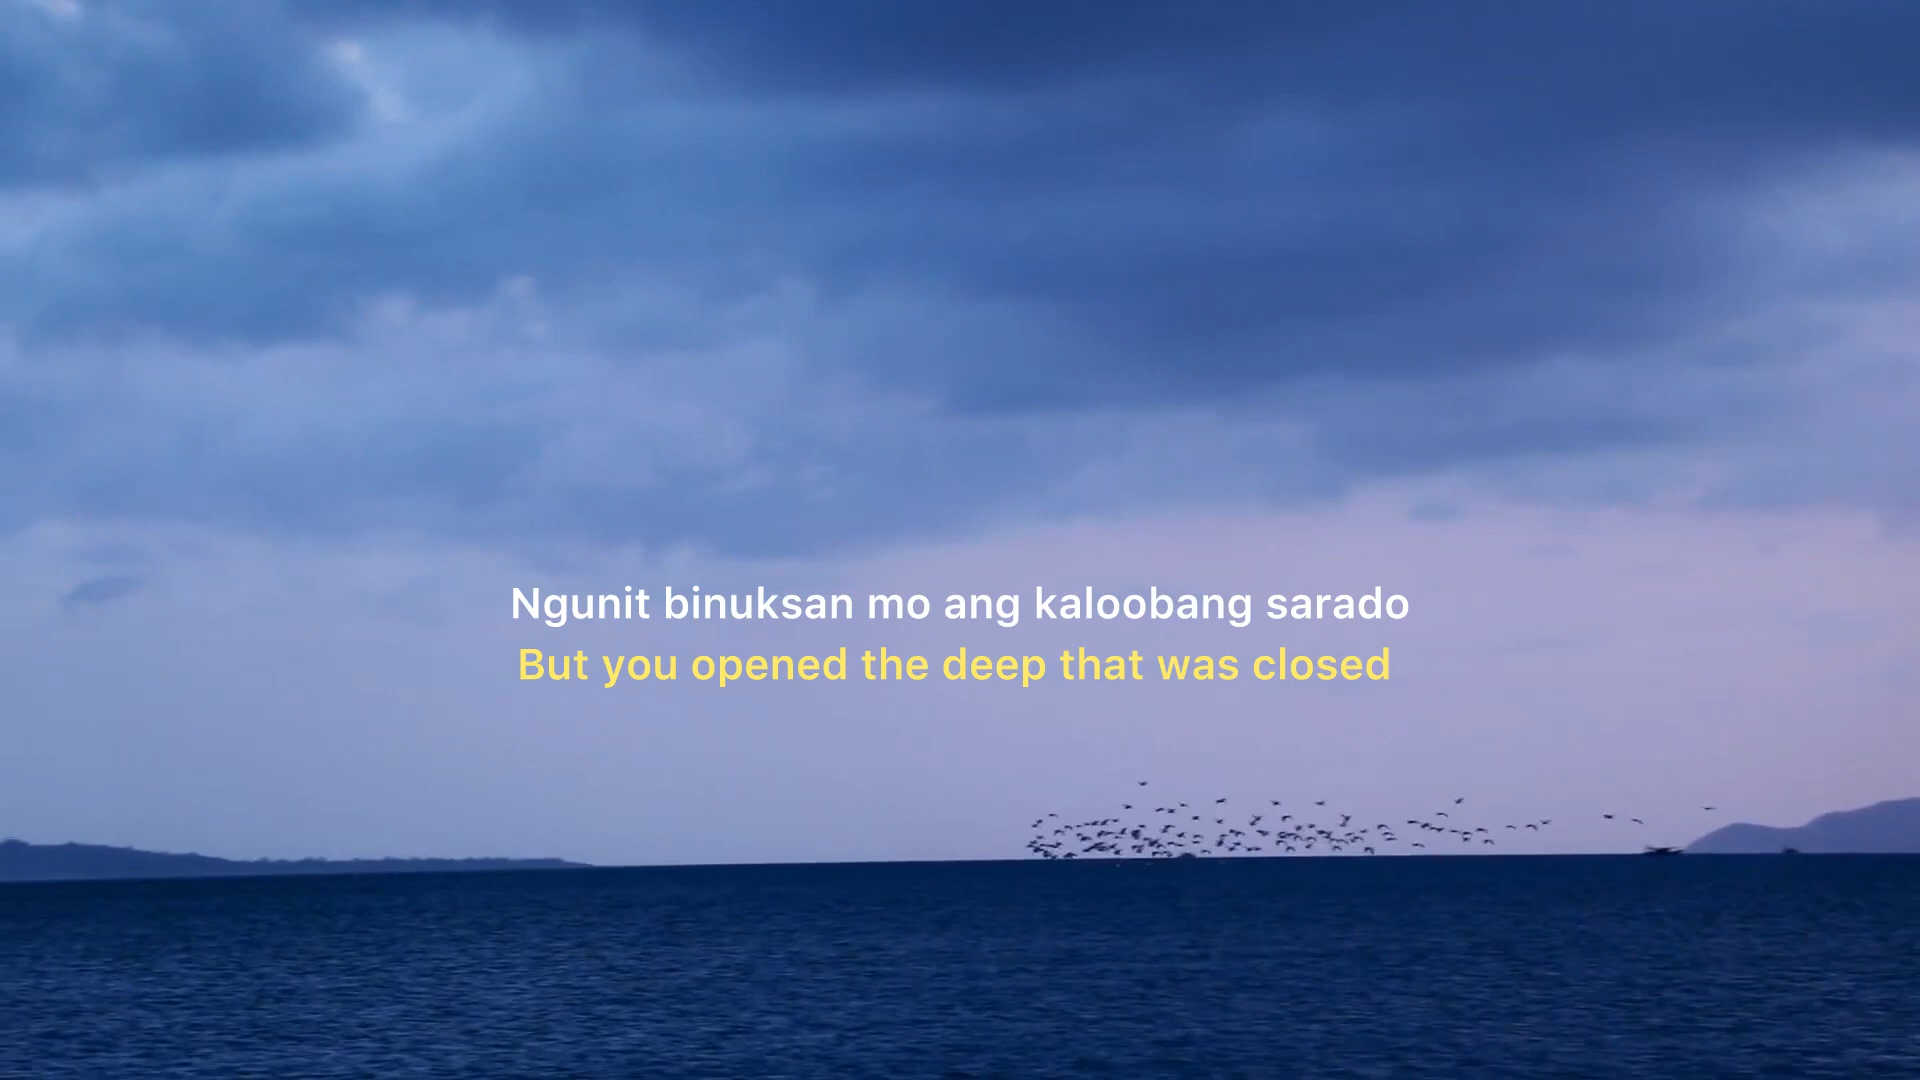 Ngunit binuksan mo ang kaloobang sarado
But you opened the deep that was closed